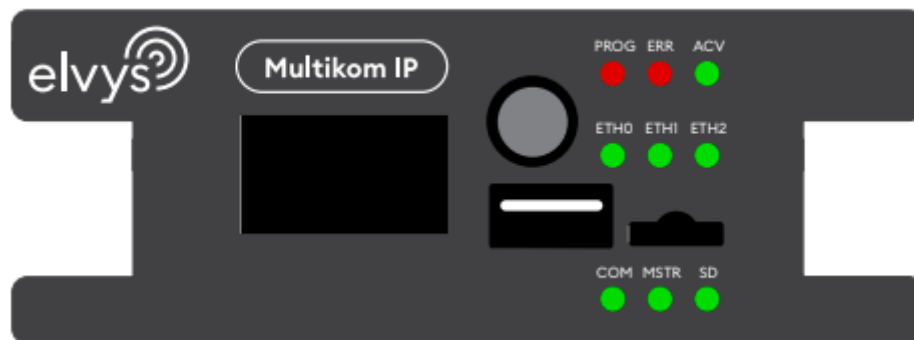 elvys
Multikom IP
PROG ERR ACV
ETH0 ETH1 ETH2
COM MSTR SD